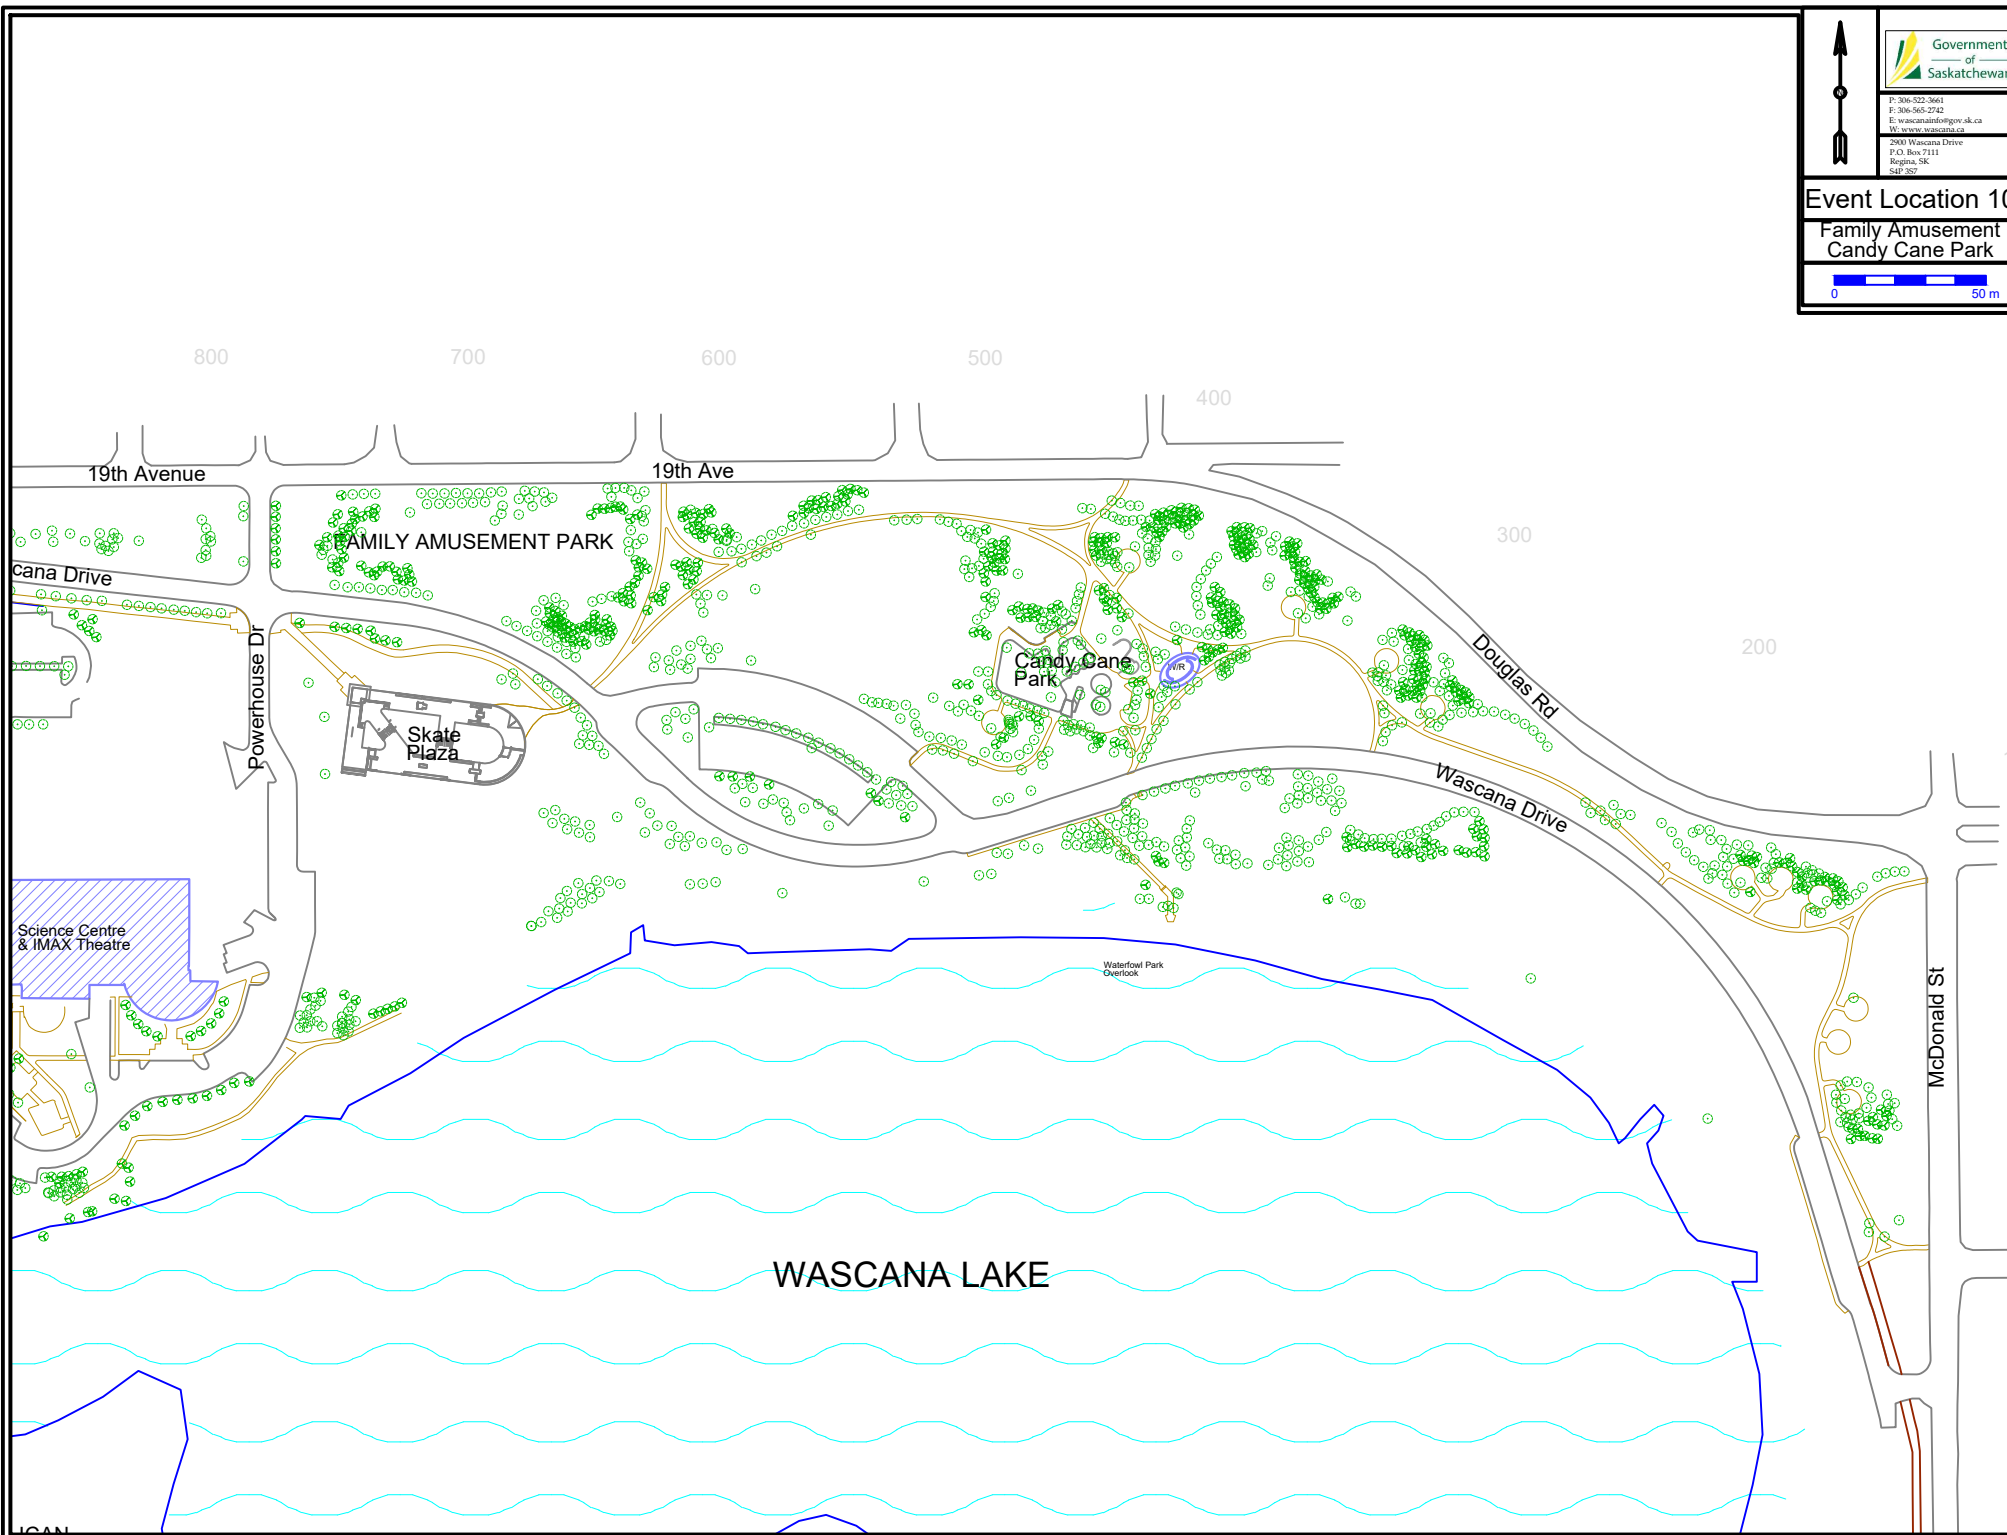 Government
of
Saskatchewan
P: 306-522-3661
F: 306-565-2742
E: wascanainfo@gov.sk.ca
W: www.wascana.ca
2900 Wascana Drive
P.O. Box 7111
Regina, SK
S4P 3S7
Event Location 10
Family Amusement
Candy Cane Park
0 50 m
800
700
600
500
400
300
200
19th Avenue
19th Ave
FAMILY AMUSEMENT PARK
cana Drive
Powerhouse Dr
Skate
Plaza
Candy Cane
Park
W/R
Douglas Rd
Wascana Drive
McDonald St
Science Centre
& IMAX Theatre
Waterfowl Park
Overlook
WASCANA LAKE